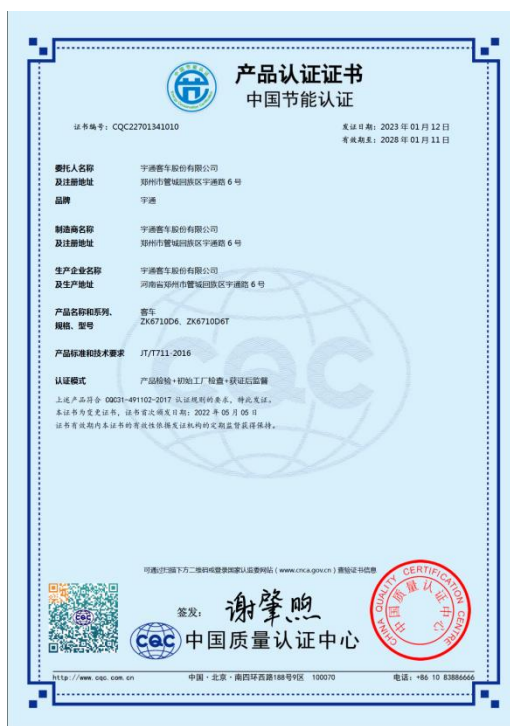 产品认证证书
中国节能认证
证书编号：CQC22701341010
发证日期：2023 年 01 月 12 日
有效期至：2028 年 01 月 11 日
委托人名称 宇通客车股份有限公司
及注册地址 郑州市管城回族区宇通路 6 号
品牌 宇通
制造商名称 宇通客车股份有限公司
及注册地址 郑州市管城回族区宇通路 6 号
生产企业名称 宇通客车股份有限公司
及生产地址 河南省郑州市管城回族区宇通路 6 号
产品名称和系列、 客车
规格、型号 ZK6710D6、ZK6710D6T
产品标准和技术要求 JT/T711-2016
认证模式 产品检验+初始工厂检查+获证后监督
上述产品符合 CQC31-491102-2017 认证规则的要求，特此发证。
本证书为变更证书，证书首次颁发日期：2022 年 05 月 05 日
证书有效期内本证书的有效性依据发证机构的定期监督获得保持。
CQC
可通过扫描下方二维码或登录国家认监委网站（www.cnca.gov.cn）查验证书信息
签发：谢肇煦
CQC 中国质量认证中心
CHINA QUALITY CERTIFICATION CENTRE
中国质量认证中心
http://www.cqc.com.cn 中国・北京・南四环西路188号9区 100070 电话：+86 10 83886666